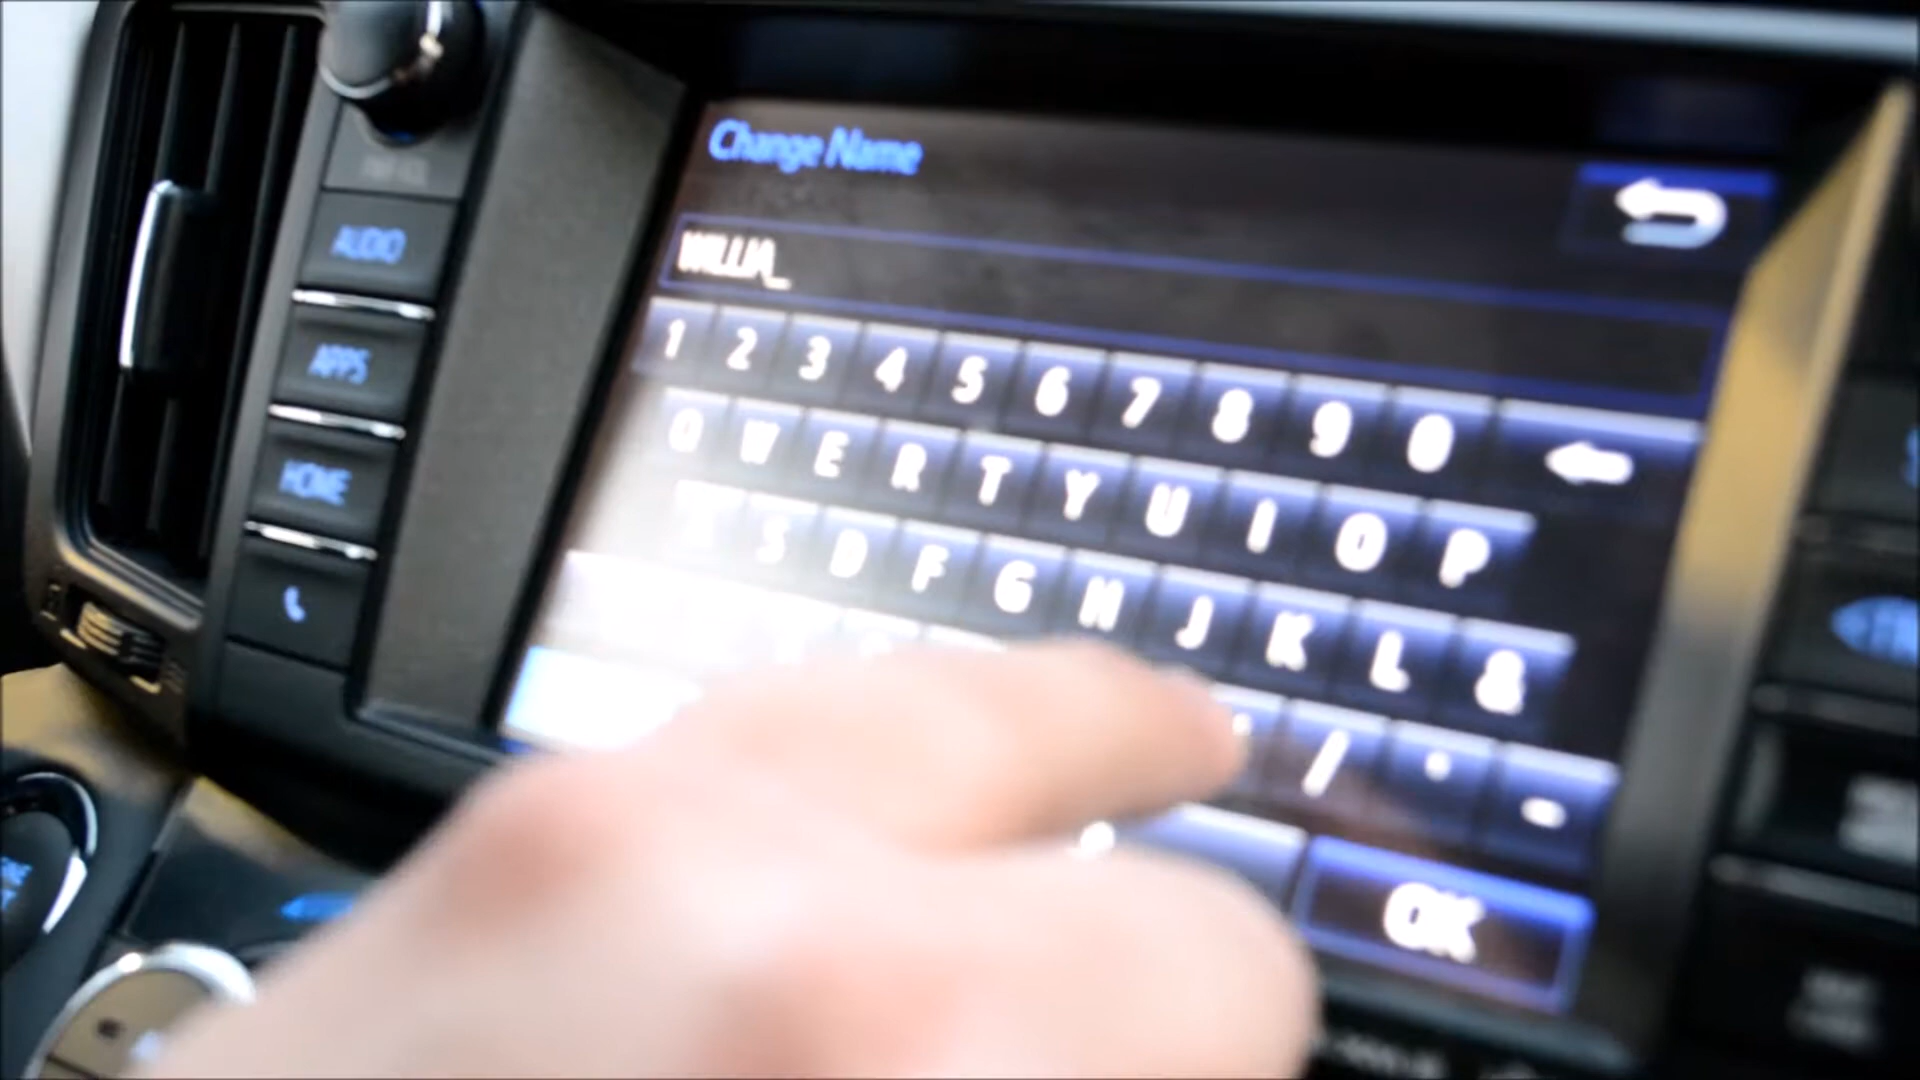 Change Name
WILLIA_
1 2 3 4 5 6 7 8 9 0
Q W E R T Y U I O P
S D F G H J K L &
/
OK
AUDIO
APPS
HOME